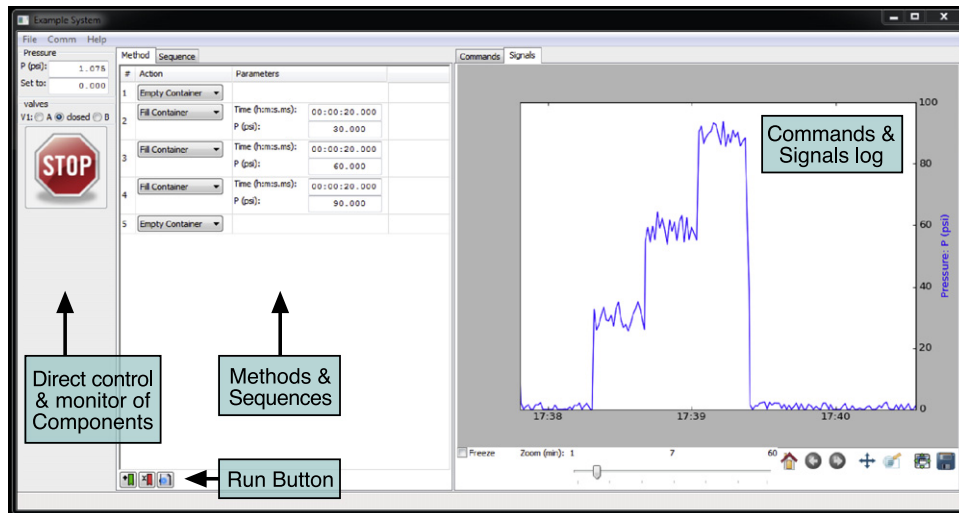 Example System
File Comm Help
Pressure
P (psi): 1.075
Set to: 0.000
valves
V1: A closed B
STOP
Method Sequence
# Action Parameters
1 Empty Container
2 Fill Container Time (h:m:s.ms): 00:00:20.000
P (psi): 30.000
3 Fill Container Time (h:m:s.ms): 00:00:20.000
P (psi): 60.000
4 Fill Container Time (h:m:s.ms): 00:00:20.000
P (psi): 90.000
5 Empty Container
Direct control
& monitor of
Components
Methods &
Sequences
Run Button
Commands Signals
Commands &
Signals log
100
80
60
40
20
0
Pressure: P (psi)
17:38 17:39 17:40
Freeze Zoom (min): 1 7 60